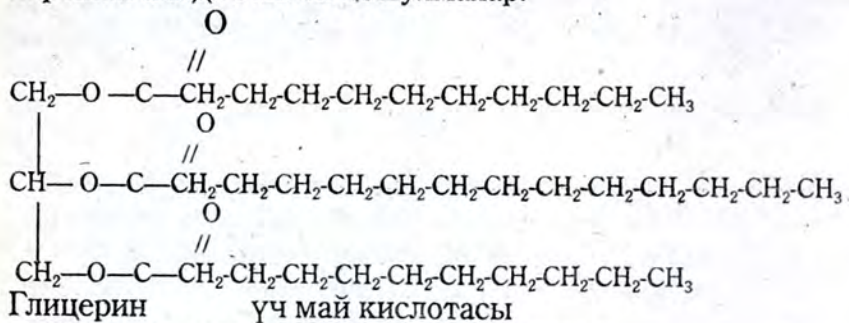 O
//
CH₂—O —C—CH₂-CH₂-CH₂-CH₂-CH₂-CH₂-CH₂-CH₂-CH₂-CH₃
O
//
CH— O—C—CH₂-CH₂-CH₂-CH₂-CH₂-CH₂-CH₂-CH₂-CH₂-CH₂-CH₂-CH₂-CH₃
O
//
CH₂—O—C—CH₂-CH₂-CH₂-CH₂-CH₂-CH₂-CH₂-CH₂-CH₂-CH₃
Глицерин үч май кислотасы